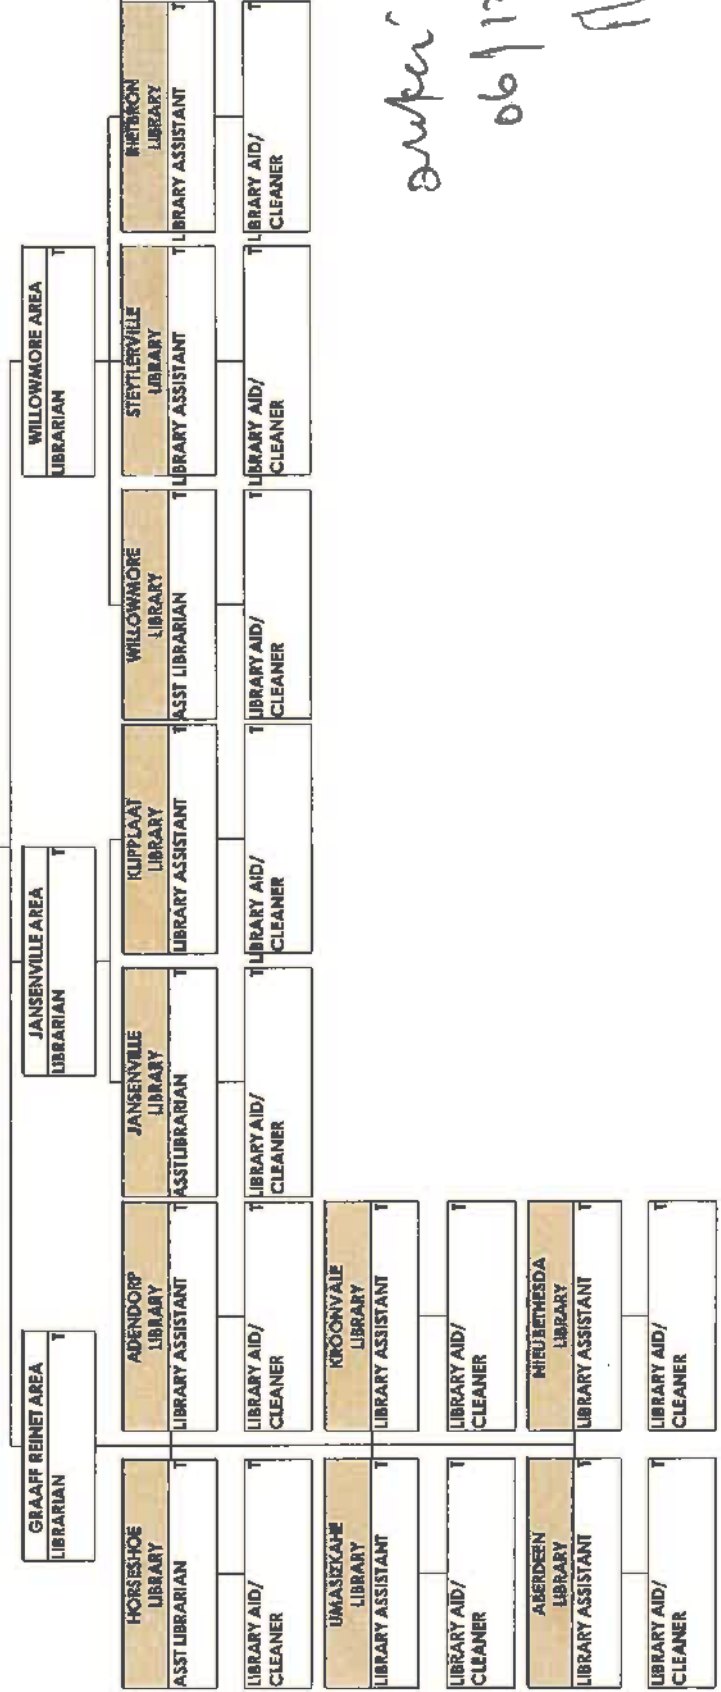 GRAAFF REINET AREA
LIBRARIAN
T
JANSENVILLE AREA
LIBRARIAN
T
WILLOWMORE AREA
LIBRARIAN
T
HORSESHOE
LIBRARY
ASST LIBRARIAN
T
LIBRARY AID/
CLEANER
T
ADENDORP
LIBRARY
LIBRARY ASSISTANT
T
LIBRARY AID/
CLEANER
T
JANSENVILLE
LIBRARY
ASST LIBRARIAN
T
LIBRARY AID/
CLEANER
T
KLIPPLAAT
LIBRARY
LIBRARY ASSISTANT
T
LIBRARY AID/
CLEANER
T
WILLOWMORE
LIBRARY
ASST LIBRARIAN
T
LIBRARY AID/
CLEANER
T
STEYTLERVILLE
LIBRARY
LIBRARY ASSISTANT
T
LIBRARY AID/
CLEANER
T
LIBRARY
LIBRARY ASSISTANT
T
LIBRARY AID/
CLEANER
T
UMASIZKAHE
LIBRARY
LIBRARY ASSISTANT
T
LIBRARY AID/
CLEANER
T
KROONVALE
LIBRARY
LIBRARY ASSISTANT
T
LIBRARY AID/
CLEANER
T
ABERDEEN
LIBRARY
LIBRARY ASSISTANT
T
LIBRARY AID/
CLEANER
T
NIEU BETHESDA
LIBRARY
LIBRARY ASSISTANT
T
LIBRARY AID/
CLEANER
T